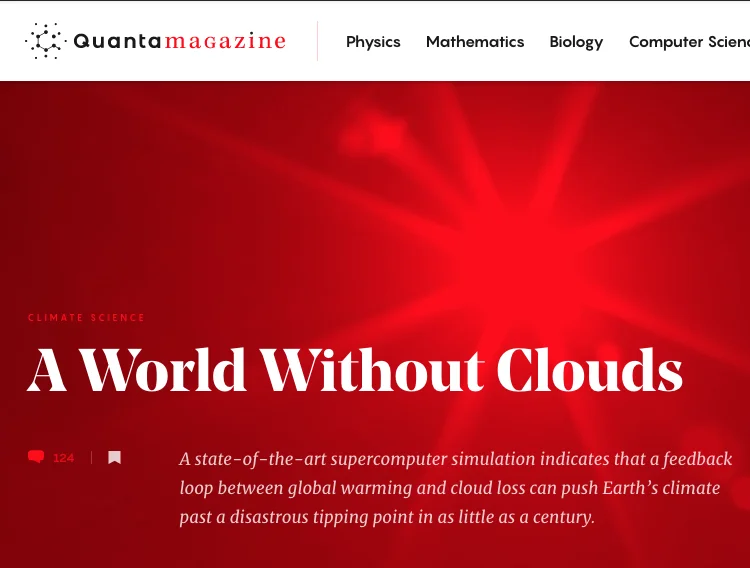 Quantamagazine
Physics Mathematics Biology Computer Scienc
CLIMATE SCIENCE
A World Without Clouds
124
A state-of-the-art supercomputer simulation indicates that a feedback
loop between global warming and cloud loss can push Earth’s climate
past a disastrous tipping point in as little as a century.